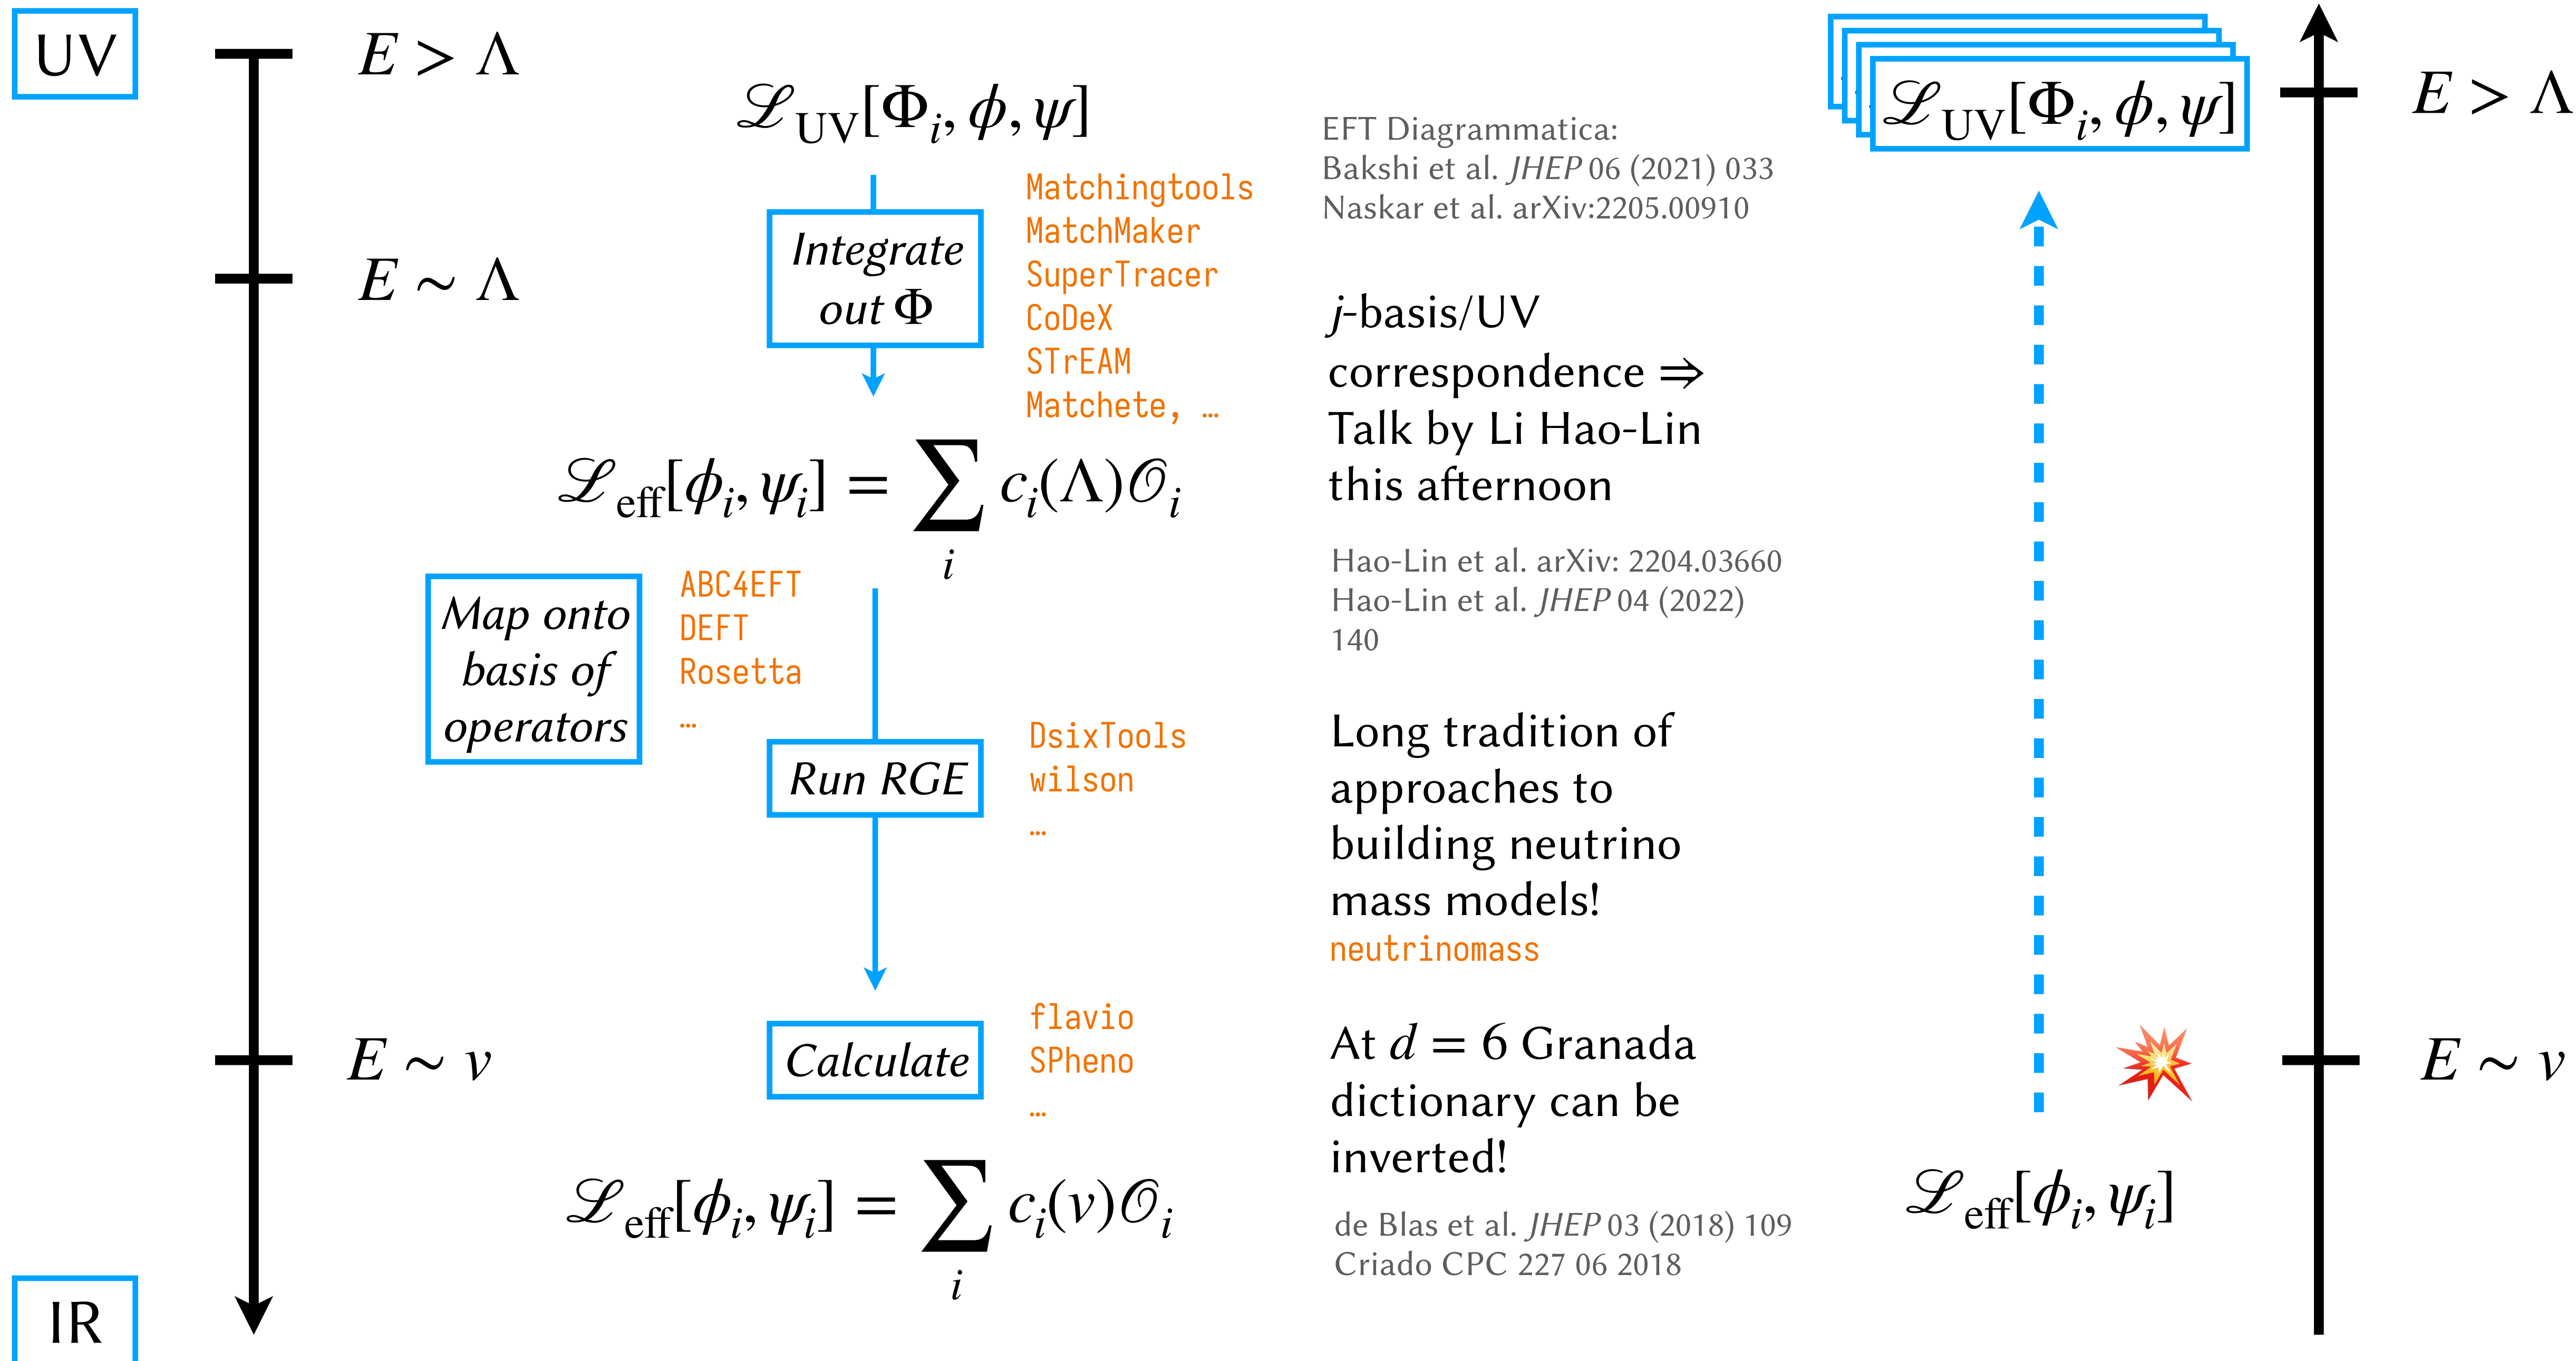 UV
E > Λ
E ∼ Λ
E ∼ v
IR
ℒ_UV[Φ_i, ϕ, ψ]
Integrate
out Φ
Matchingtools
MatchMaker
SuperTracer
CoDeX
STrEAM
Matchete, …
ℒ_eff[ϕ_i, ψ_i] = ∑_i c_i(Λ)𝒪_i
Map onto
basis of
operators
ABC4EFT
DEFT
Rosetta
…
Run RGE
DsixTools
wilson
…
Calculate
flavio
SPheno
…
ℒ_eff[ϕ_i, ψ_i] = ∑_i c_i(v)𝒪_i
EFT Diagrammatica:
Bakshi et al. JHEP 06 (2021) 033
Naskar et al. arXiv:2205.00910
j-basis/UV
correspondence ⇒
Talk by Li Hao-Lin
this afternoon
Hao-Lin et al. arXiv: 2204.03660
Hao-Lin et al. JHEP 04 (2022)
140
Long tradition of
approaches to
building neutrino
mass models!
neutrinomass
At d = 6 Granada
dictionary can be
inverted!
de Blas et al. JHEP 03 (2018) 109
Criado CPC 227 06 2018
ℒ_UV[Φ_i, ϕ, ψ]
ℒ_eff[ϕ_i, ψ_i]
E > Λ
E ∼ v